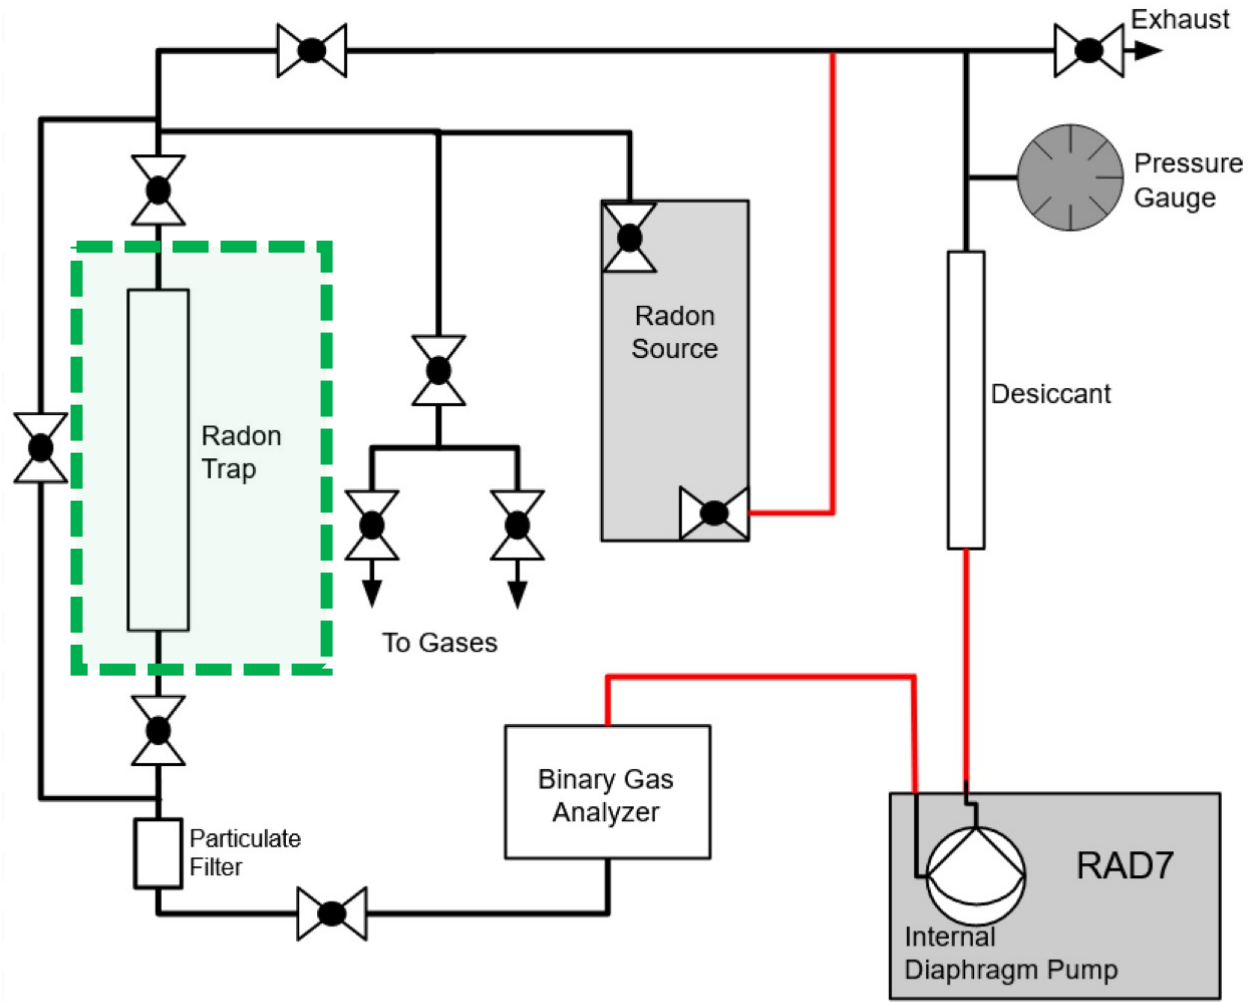 Exhaust
Pressure
Gauge
Radon
Source
Desiccant
Radon
Trap
To Gases
Binary Gas
Analyzer
Particulate
Filter
RAD7
Internal
Diaphragm Pump